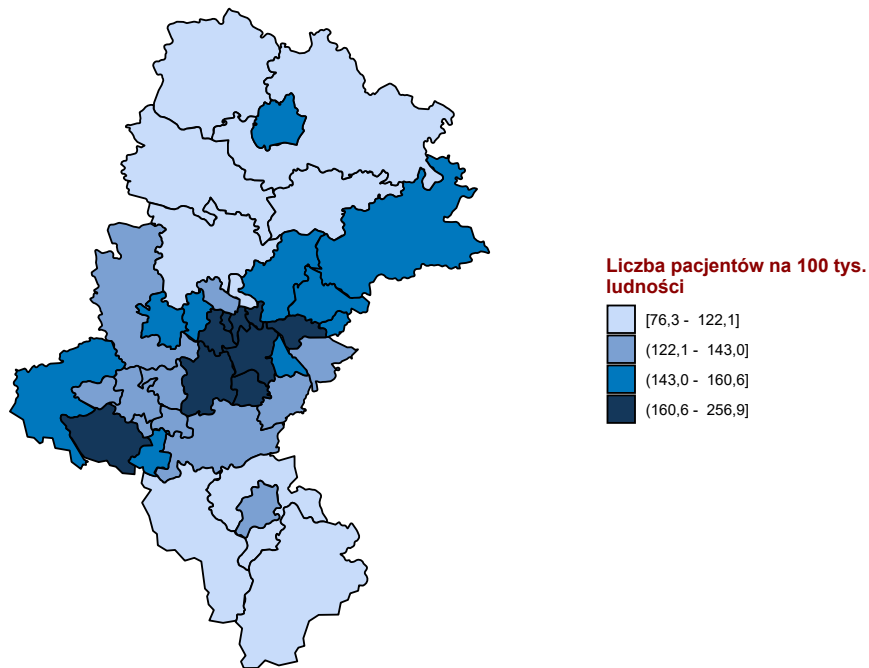 Liczba pacjentów na 100 tys.
ludności
[76,3 - 122,1]
(122,1 - 143,0]
(143,0 - 160,6]
(160,6 - 256,9]